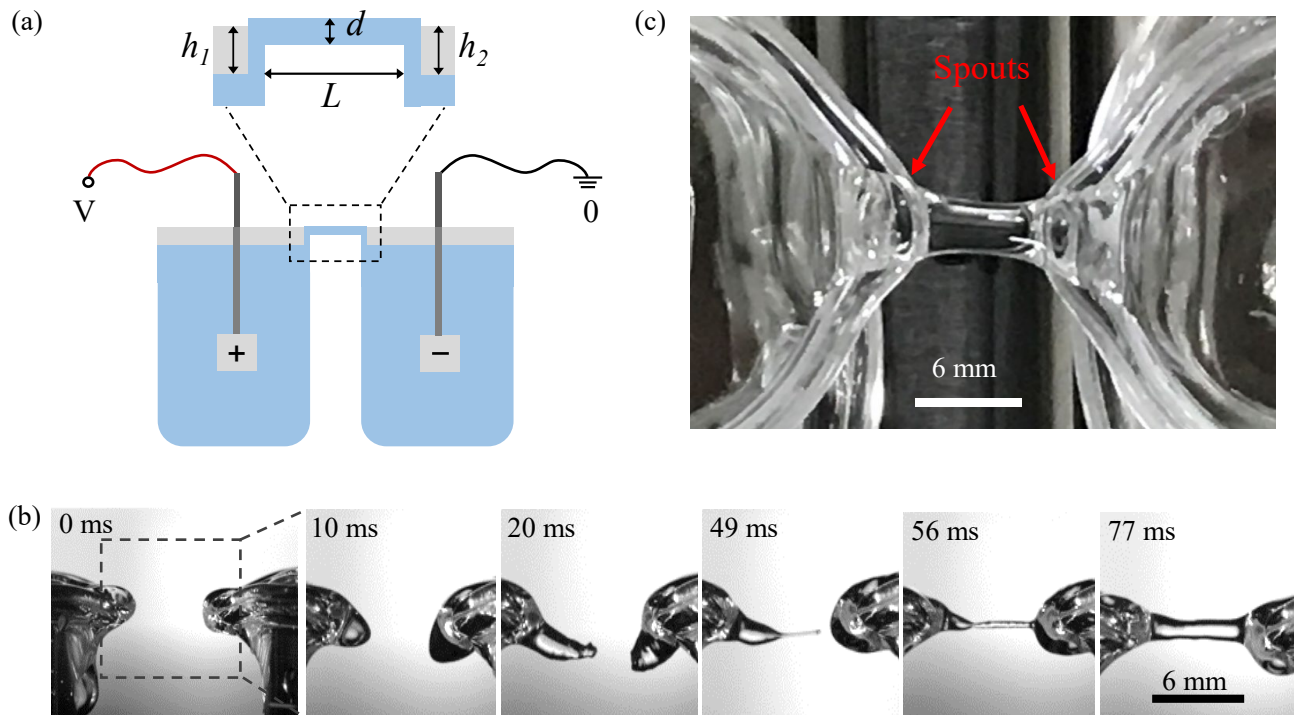 (a)
h1
d
h2
L
V
0
+
−
(c)
Spouts
6 mm
(b)
0 ms
10 ms
20 ms
49 ms
56 ms
77 ms
6 mm